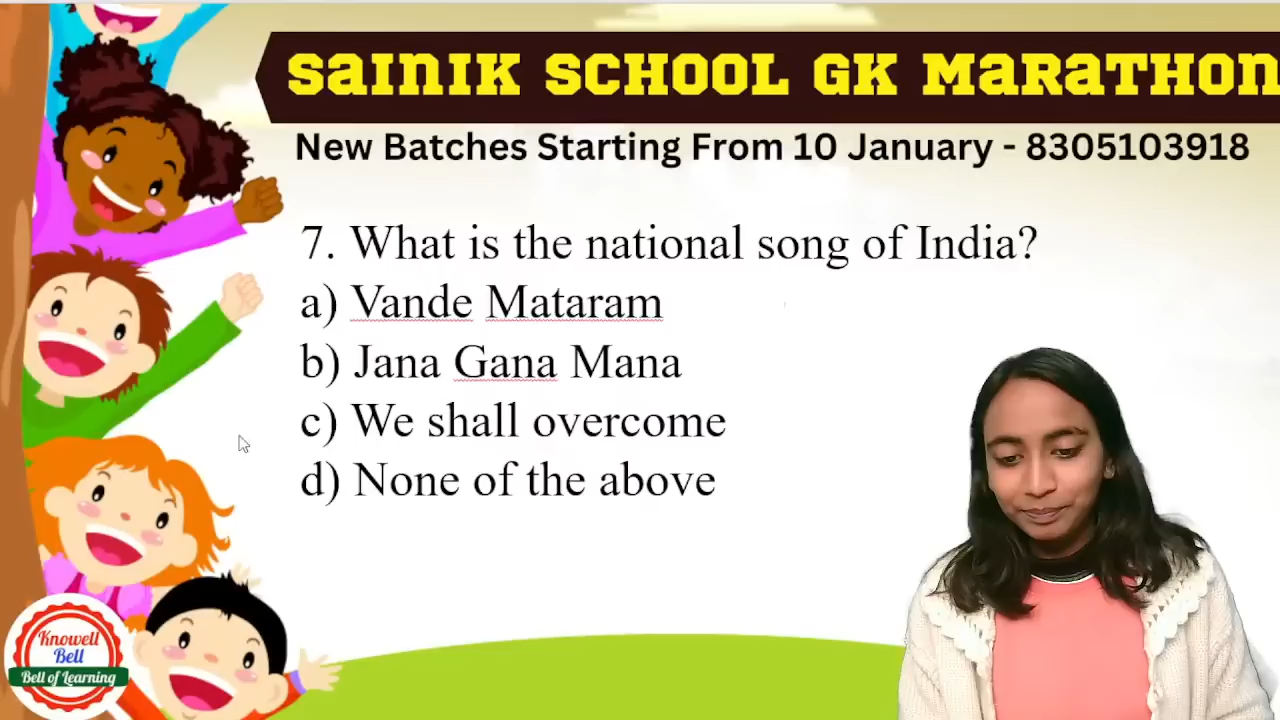 SAINIK SCHOOL GK MARATHON
New Batches Starting From 10 January - 8305103918
7. What is the national song of India?
a) Vande Mataram
b) Jana Gana Mana
c) We shall overcome
d) None of the above
Knowell
Bell
Bell of Learning